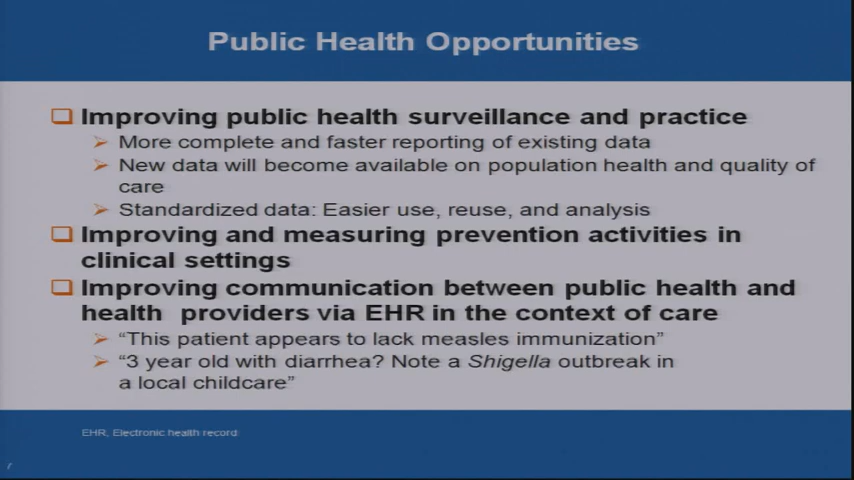 Public Health Opportunities
Improving public health surveillance and practice
More complete and faster reporting of existing data
New data will become available on population health and quality of
care
Standardized data: Easier use, reuse, and analysis
Improving and measuring prevention activities in
clinical settings
Improving communication between public health and
health providers via EHR in the context of care
“This patient appears to lack measles immunization”
“3 year old with diarrhea? Note a Shigella outbreak in
a local childcare”
EHR, Electronic health record
7